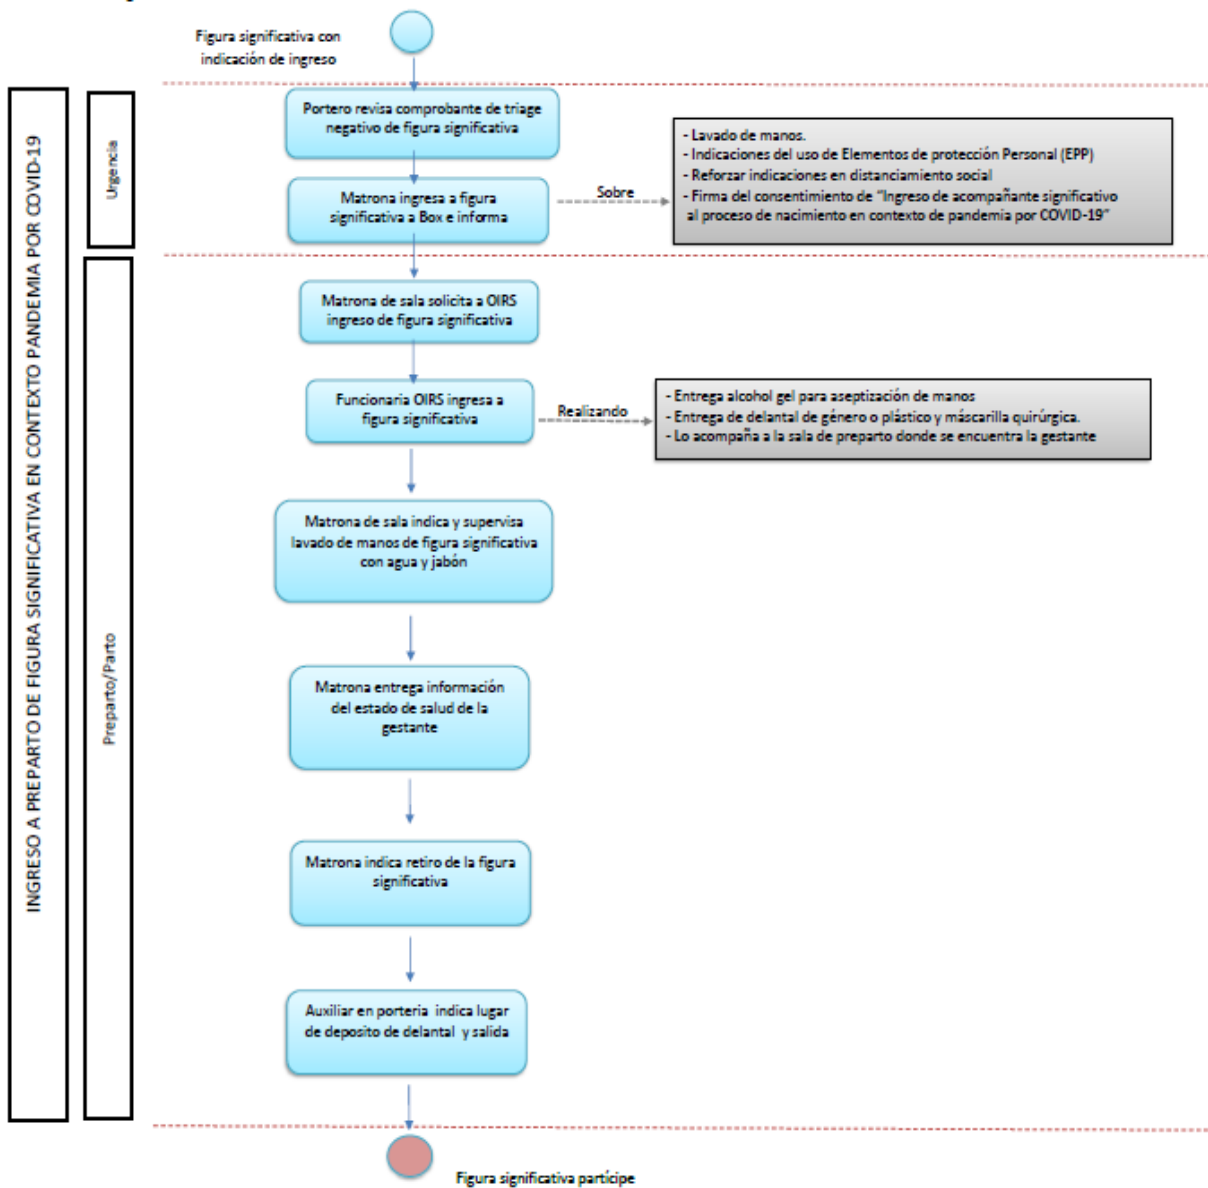 Figura significativa con
indicación de ingreso
INGRESO A PREPARTO DE FIGURA SIGNIFICATIVA EN CONTEXTO PANDEMIA POR COVID-19
Urgencia
Portero revisa comprobante de triage
negativo de figura significativa
Matrona ingresa a figura
significativa a Box e informa
Sobre
- Lavado de manos.
- Indicaciones del uso de Elementos de protección Personal (EPP)
- Reforzar indicaciones en distanciamiento social
- Firma del consentimiento de "Ingreso de acompañante significativo
al proceso de nacimiento en contexto de pandemia por COVID-19"
Preparto/Parto
Matrona de sala solicita a OIRS
ingreso de figura significativa
Funcionaria OIRS ingresa a
figura significativa
Realizando
- Entrega alcohol gel para aseptización de manos
- Entrega de delantal de género o plástico y máscarilla quirúrgica.
- Lo acompaña a la sala de preparto donde se encuentra la gestante
Matrona de sala indica y supervisa
lavado de manos de figura significativa
con agua y jabón
Matrona entrega información
del estado de salud de la
gestante
Matrona indica retiro de la figura
significativa
Auxiliar en porteria indica lugar
de deposito de delantal y salida
Figura significativa partícipe